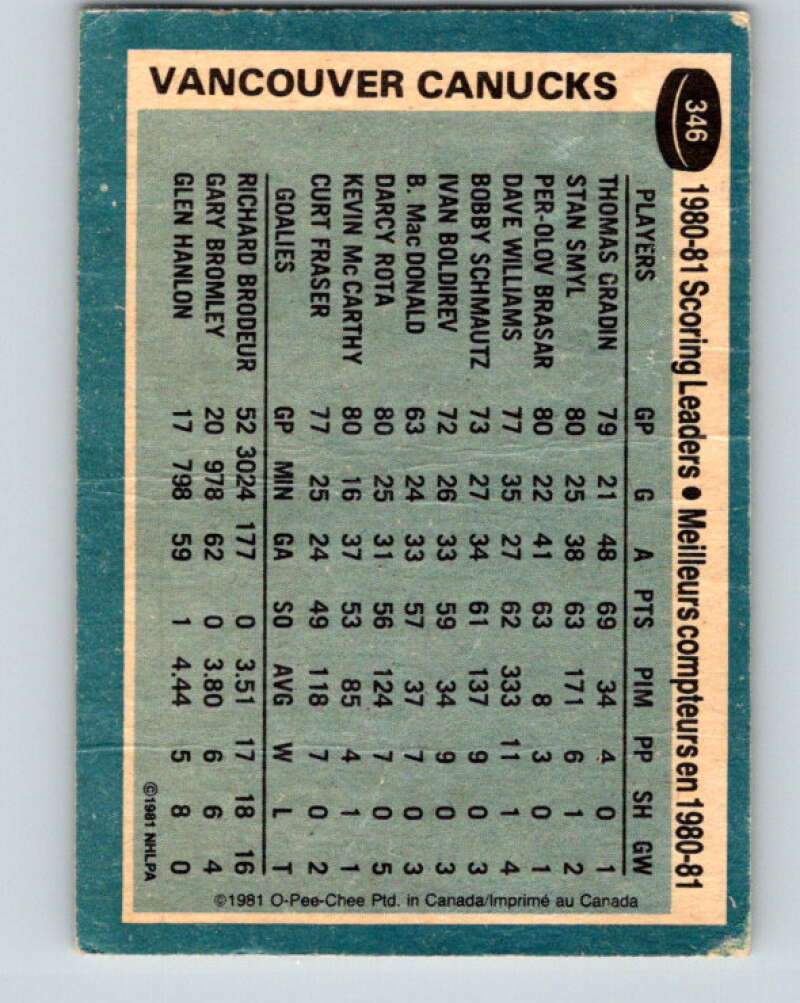 VANCOUVER CANUCKS
346
1980-81 Scoring Leaders • Meilleurs compteurs en 1980-81
PLAYERS GP G A PTS PIM PP SH GW
THOMAS GRADIN 79 21 48 69 34 4 0 1
STAN SMYL 80 25 38 63 171 6 1 2
PER-OLOV BRASAR 80 22 41 63 8 3 0 1
DAVE WILLIAMS 77 35 27 62 333 11 1 4
BOBBY SCHMAUTZ 73 27 34 61 137 9 0 3
IVAN BOLDIREV 72 26 33 59 34 9 0 3
B. Mac DONALD 63 24 33 57 37 7 0 3
DARCY ROTA 80 25 31 56 124 7 0 5
KEVIN Mc CARTHY 80 16 37 53 85 4 1 1
CURT FRASER 77 25 24 49 118 7 0 2
GOALIES GP MIN GA SO AVG W L T
RICHARD BRODEUR 52 3024 177 0 3.51 17 18 16
GARY BROMLEY 20 978 62 0 3.80 6 6 4
GLEN HANLON 17 798 59 1 4.44 5 8 0
©1981 NHLPA
©1981 O-Pee-Chee Ptd. in Canada/Imprimé au Canada